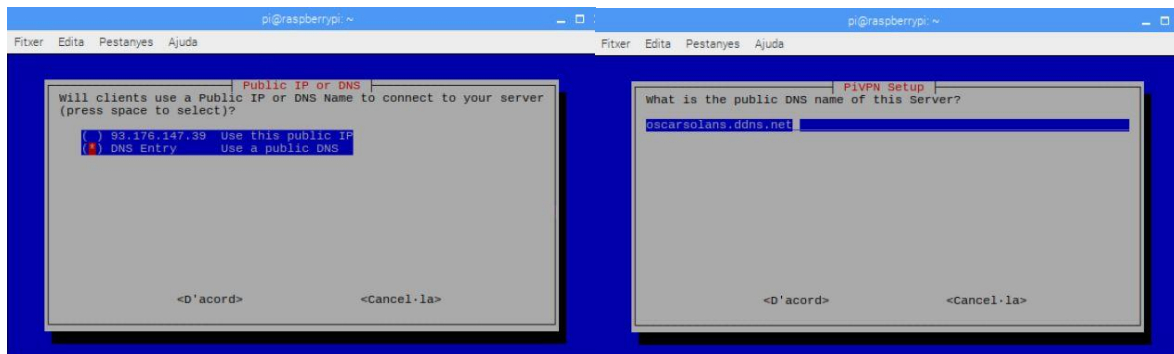 pi@raspberrypi: ~
Fitxer Edita Pestanyes Ajuda
Public IP or DNS
Will clients use a Public IP or DNS Name to connect to your server
(press space to select)?
( ) 93.176.147.39 Use this public IP
(*) DNS Entry Use a public DNS
<D'acord> <Cancel·la>
pi@raspberrypi: ~
Fitxer Edita Pestanyes Ajuda
PiVPN Setup
What is the public DNS name of this Server?
oscarsolans.ddns.net
<D'acord> <Cancel·la>